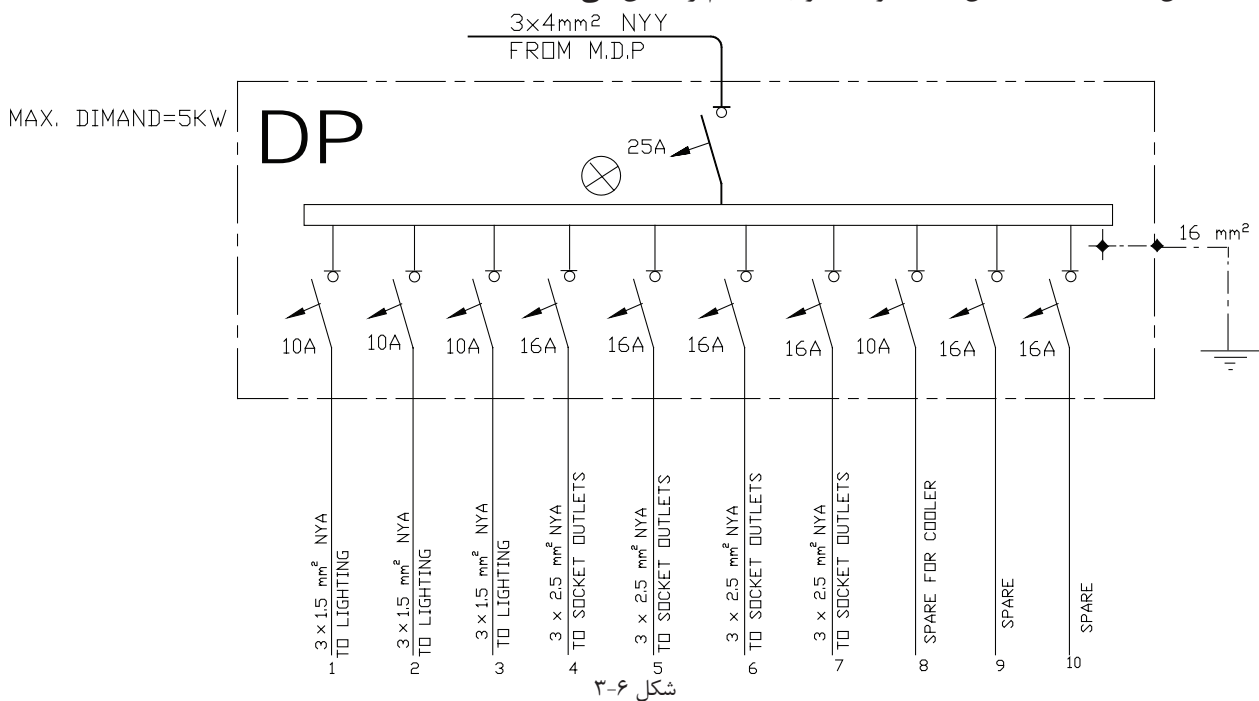 3x4mm² NYY
FROM M.D.P
MAX. DIMAND=5KW
DP
25A
16 mm²
10A
10A
10A
16A
16A
16A
16A
10A
16A
16A
3 x 1.5 mm² NYA
TO LIGHTING
3 x 1.5 mm² NYA
TO LIGHTING
3 x 1.5 mm² NYA
TO LIGHTING
3 x 2.5 mm² NYA
TO SOCKET OUTLETS
3 x 2.5 mm² NYA
TO SOCKET OUTLETS
3 x 2.5 mm² NYA
TO SOCKET OUTLETS
3 x 2.5 mm² NYA
TO SOCKET OUTLETS
SPARE FOR COOLER
SPARE
SPARE
1 2 3 4 5 6 7 8 9 10
شکل ۶-۳